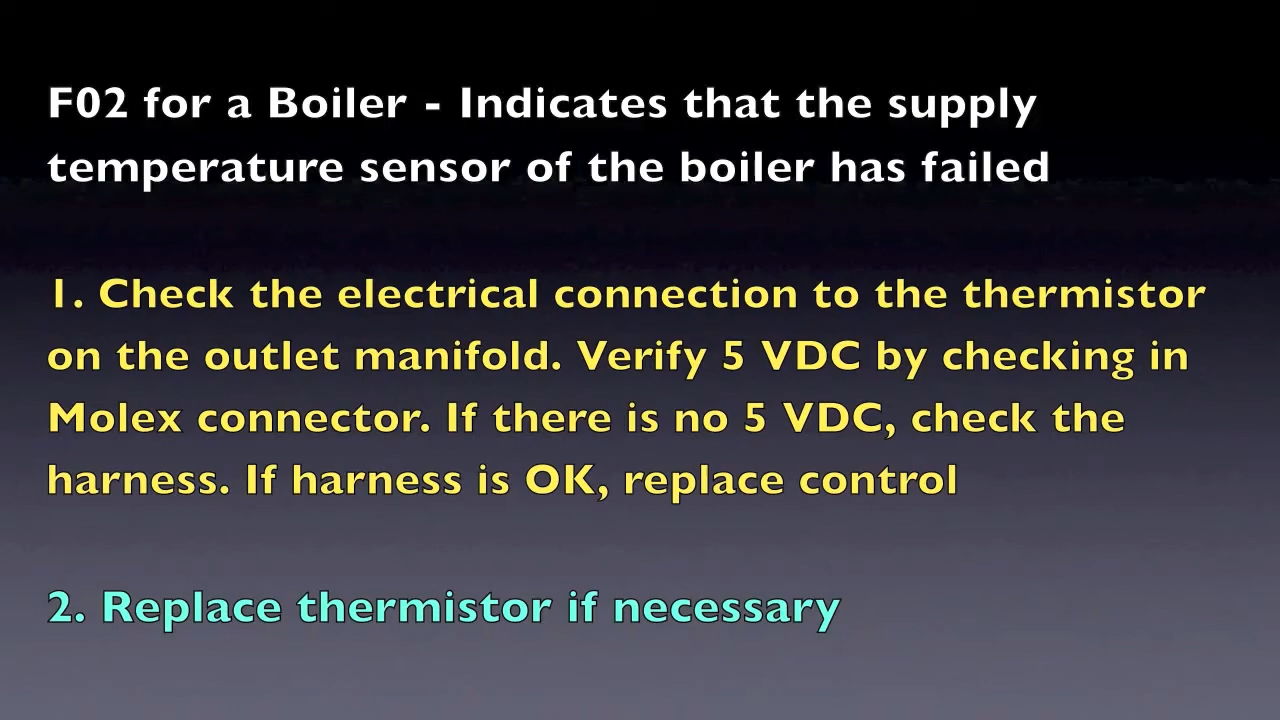 F02 for a Boiler - Indicates that the supply
temperature sensor of the boiler has failed
1. Check the electrical connection to the thermistor
on the outlet manifold. Verify 5 VDC by checking in
Molex connector. If there is no 5 VDC, check the
harness. If harness is OK, replace control
2. Replace thermistor if necessary